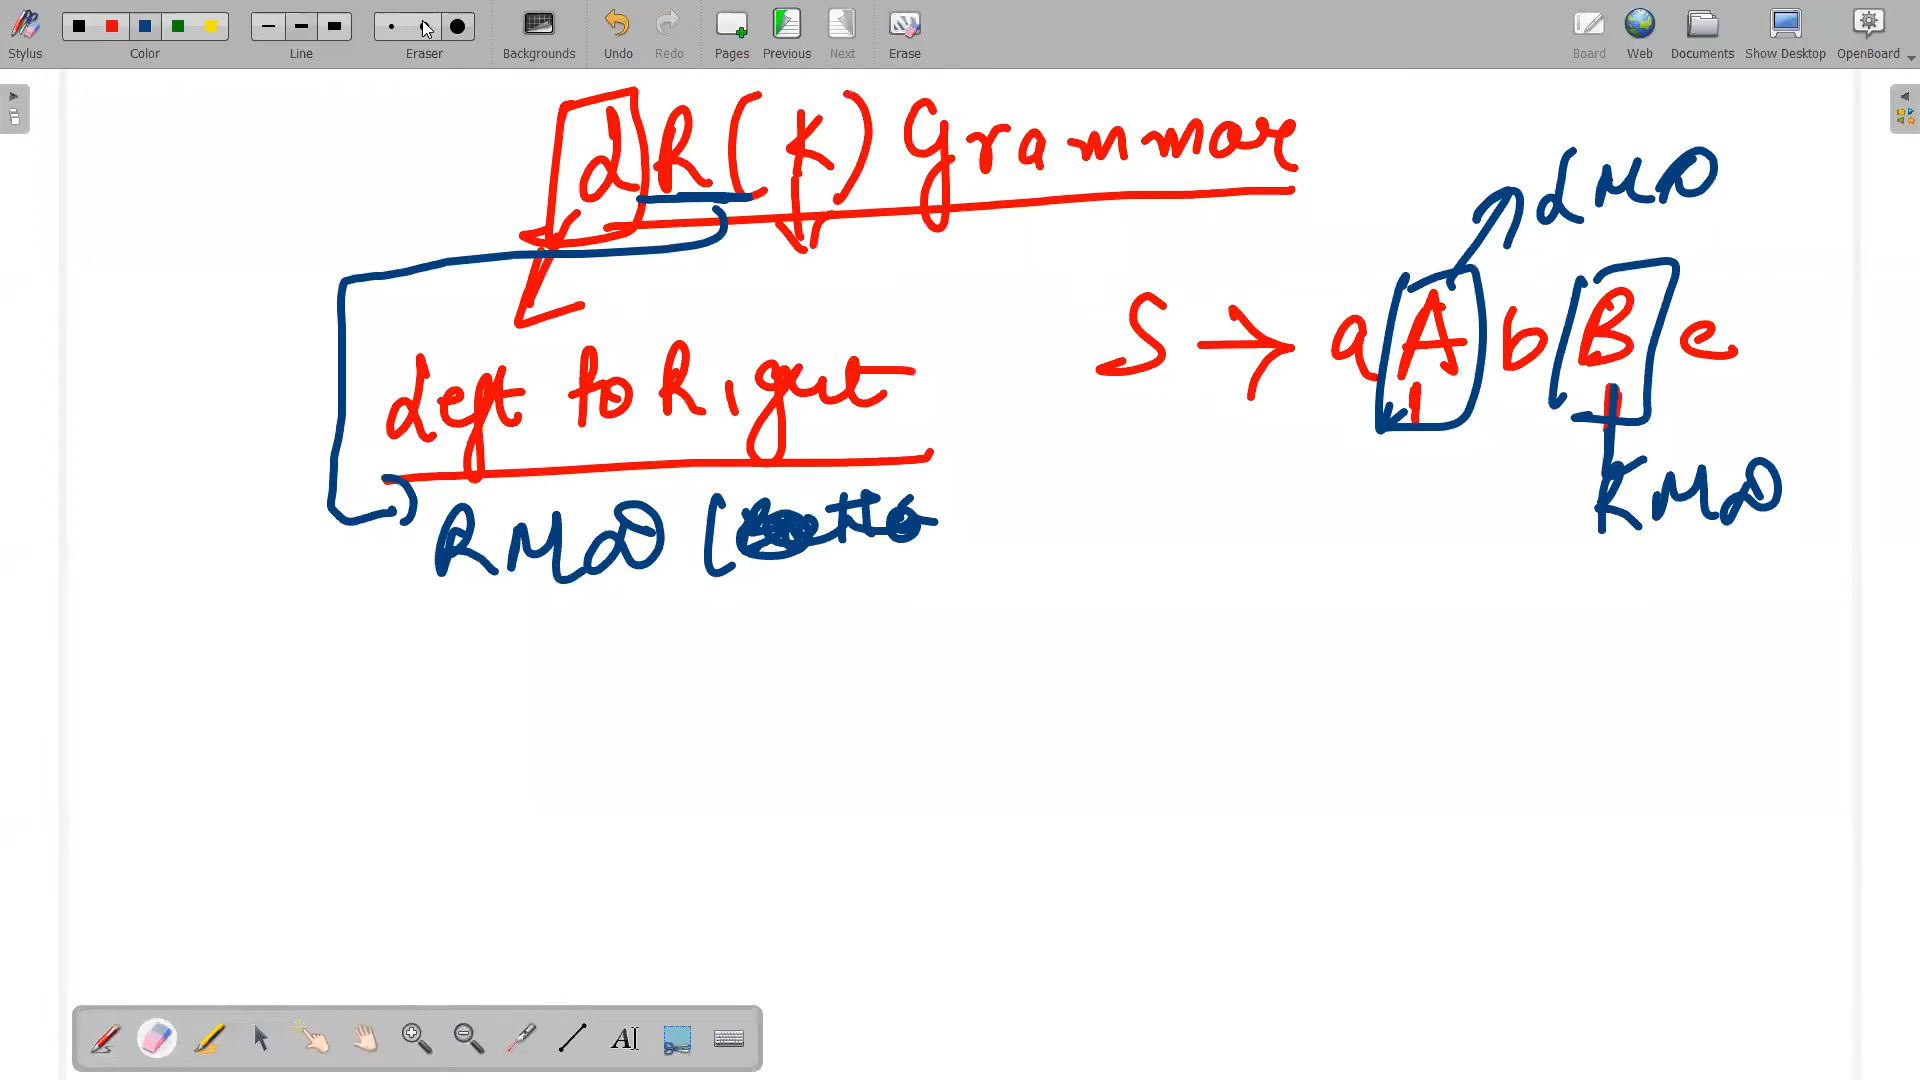 Stylus Color Line Eraser Backgrounds Undo Redo Pages Previous Next Erase Board Web Documents Show Desktop OpenBoard
LR(K) Grammar
LMD
S → a A b B e
Left to Right
RMD (
RMD